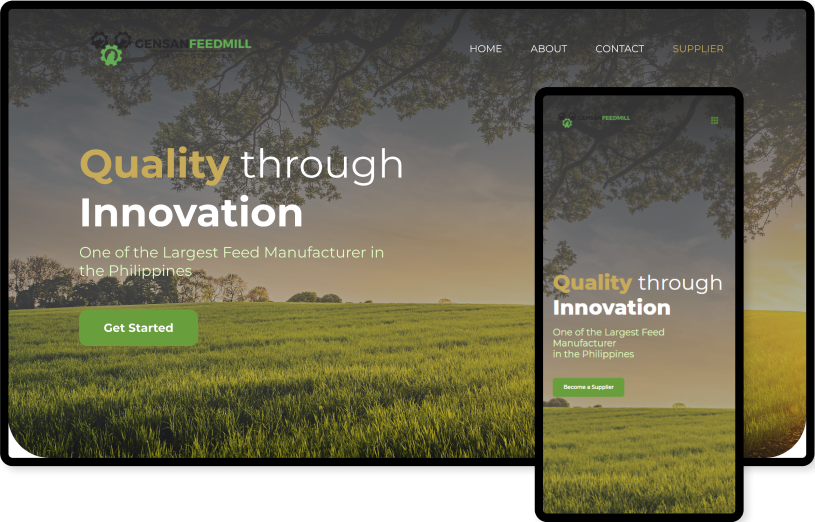 GENSANFEEDMILL
HOME ABOUT CONTACT SUPPLIER
Quality through
Innovation
One of the Largest Feed Manufacturer in
the Philippines
Get Started
FEEDMILL
Quality through
Innovation
One of the Largest Feed
Manufacturer
in the Philippines
Become a Supplier